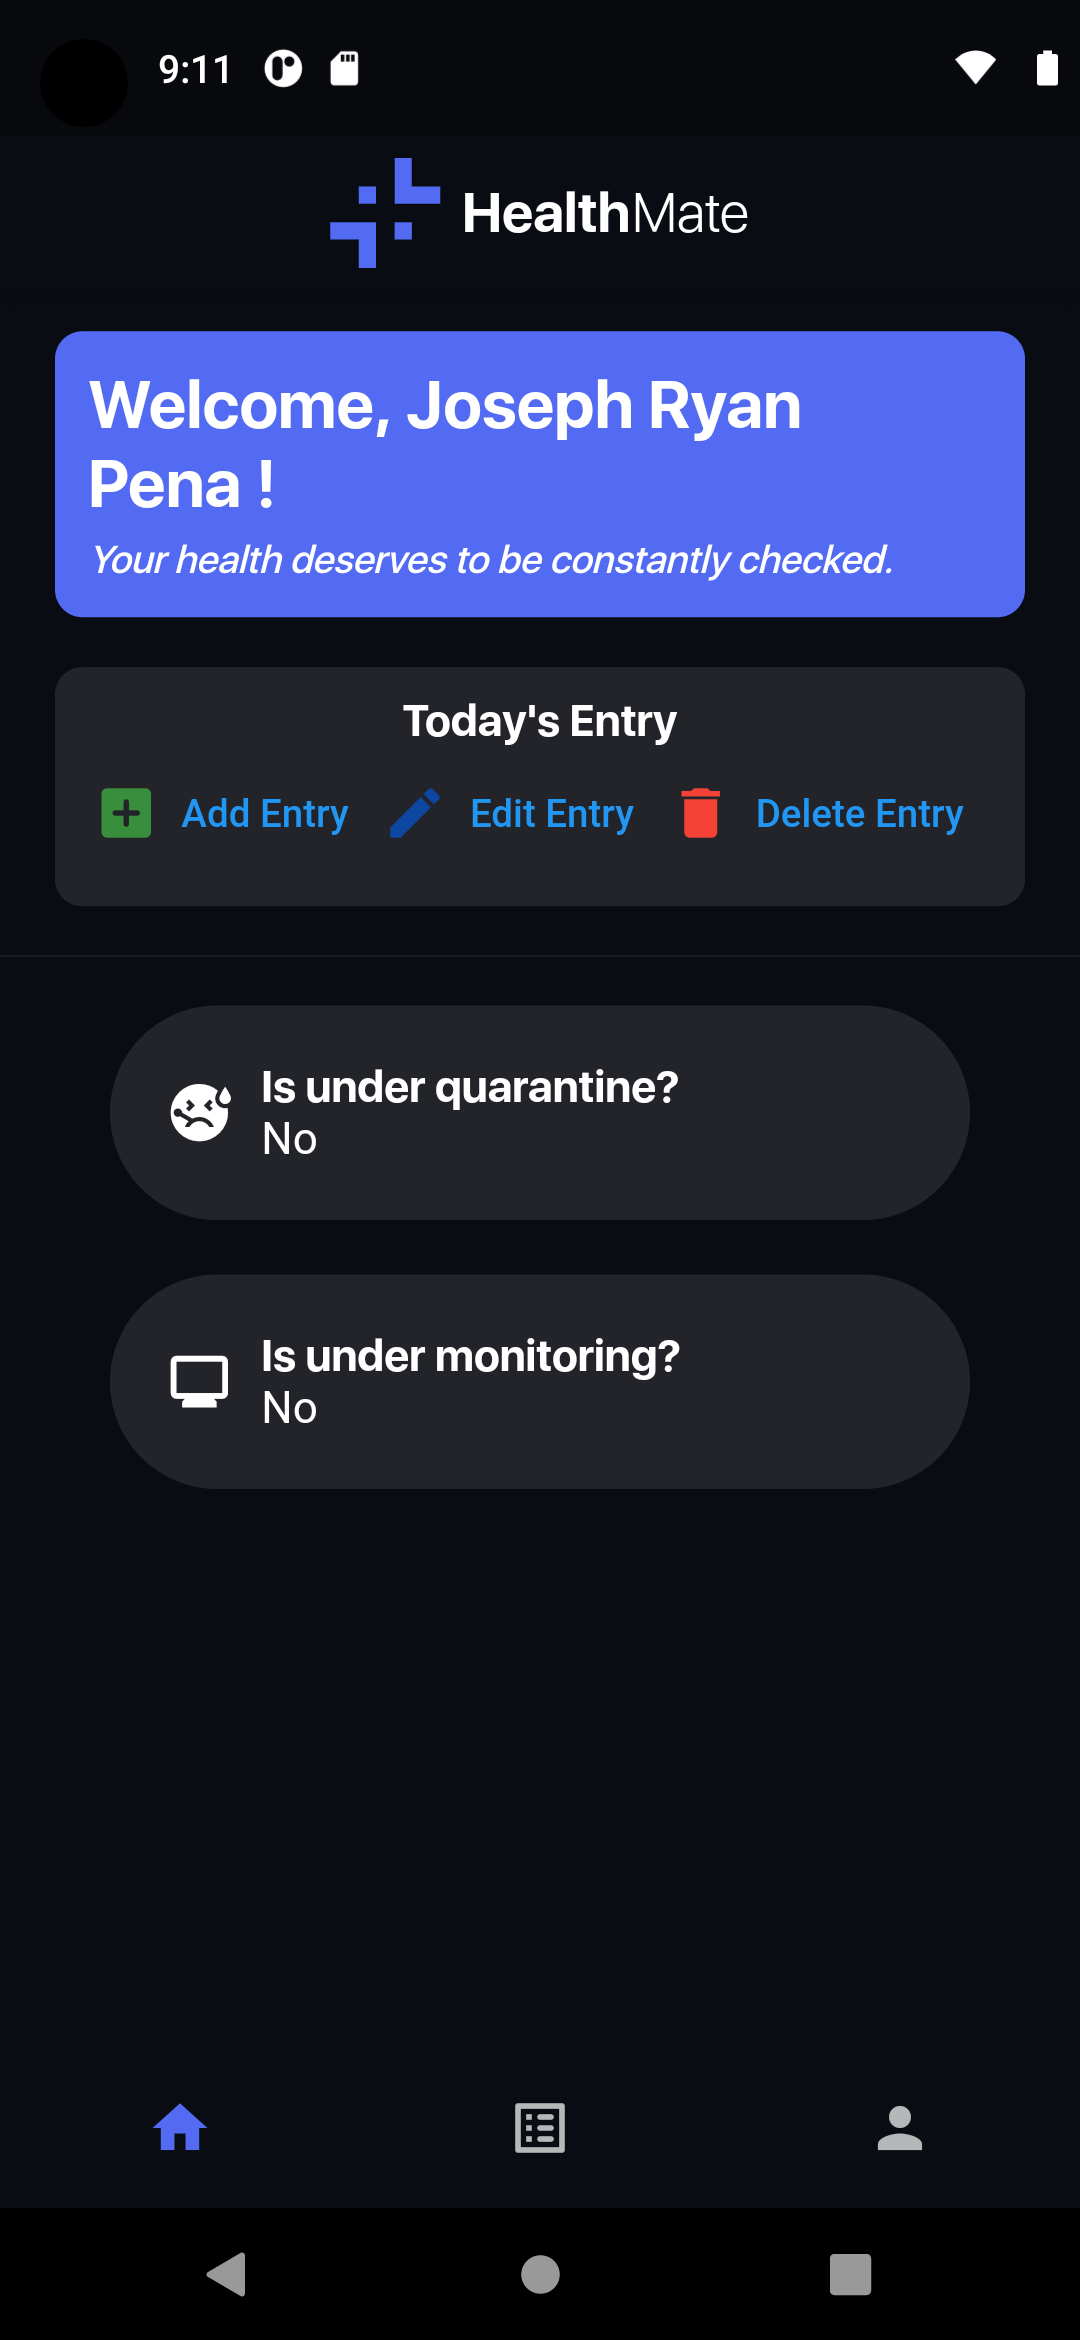 9:11
HealthMate
Welcome, Joseph Ryan
Pena !
Your health deserves to be constantly checked.
Today's Entry
Add Entry Edit Entry Delete Entry
Is under quarantine?
No
Is under monitoring?
No